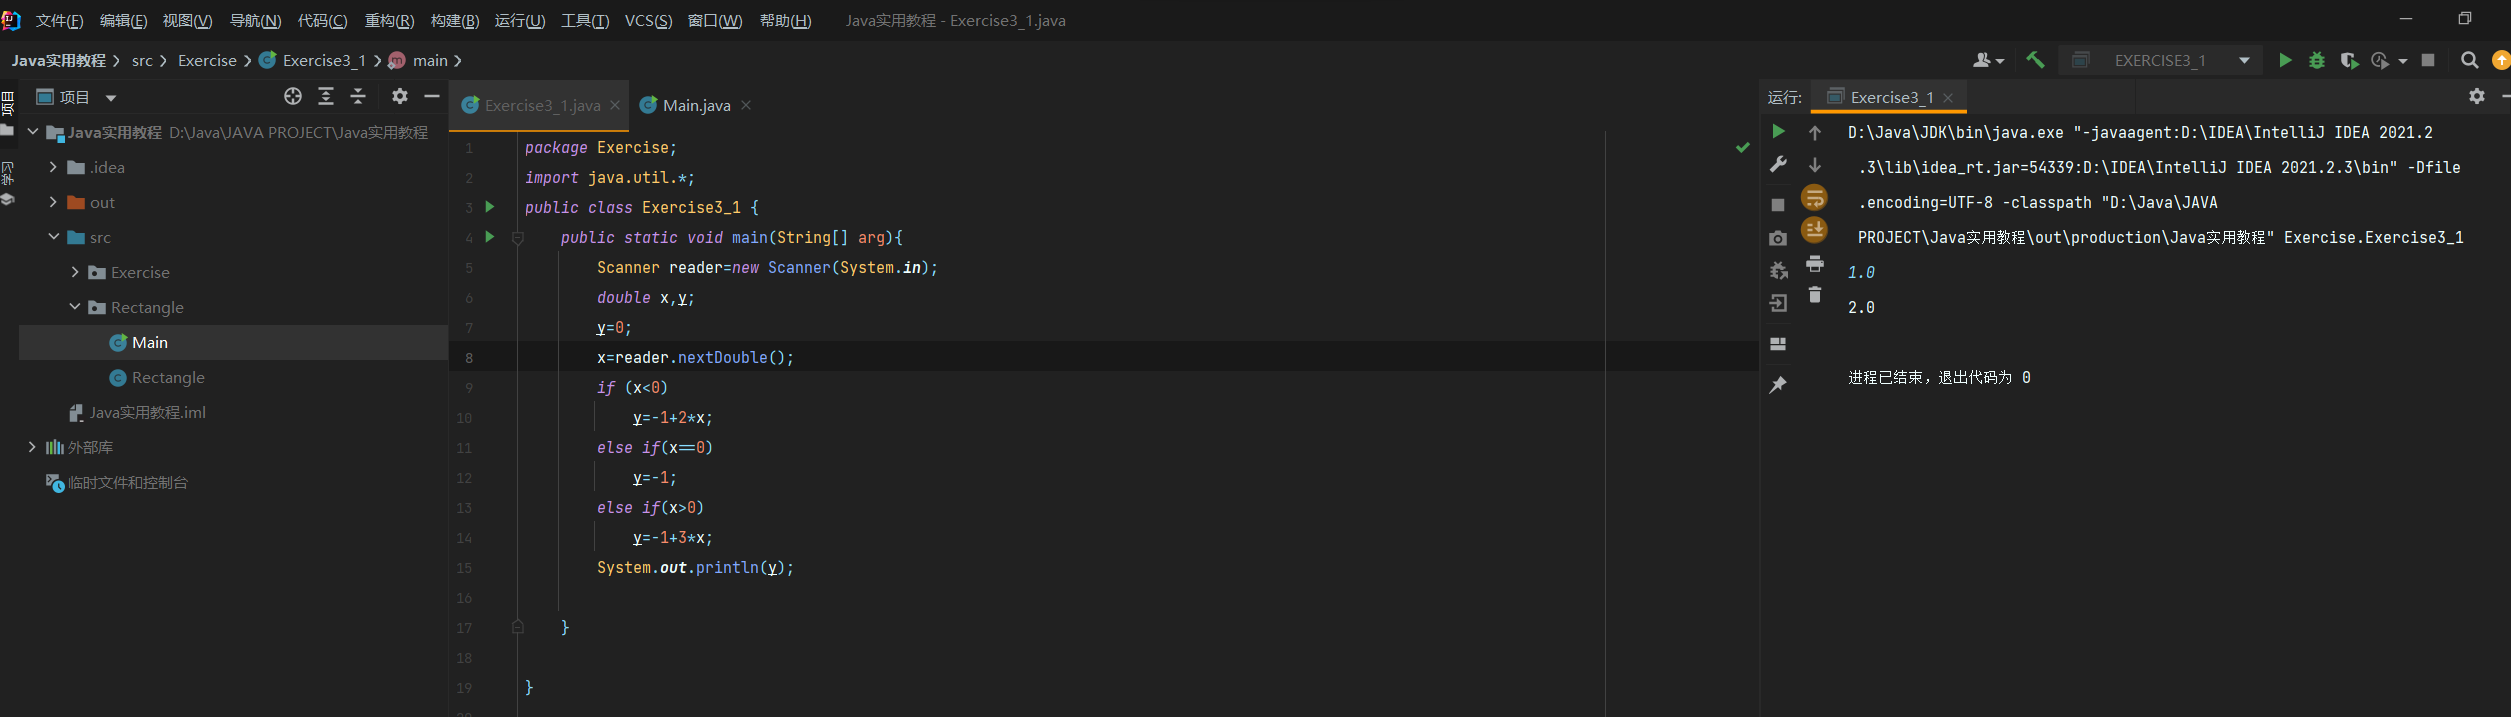 文件(F) 编辑(E) 视图(V) 导航(N) 代码(C) 重构(R) 构建(B) 运行(U) 工具(T) VCS(S) 窗口(W) 帮助(H) Java实用教程 - Exercise3_1.java
Java实用教程 src Exercise Exercise3_1 m main EXERCISE3_1
项目
学习
项目
Java实用教程 D:\Java\JAVA PROJECT\Java实用教程
.idea
out
src
Exercise
Rectangle
Main
Rectangle
Java实用教程.iml
外部库
临时文件和控制台
Exercise3_1.java Main.java
1 package Exercise;
2 import java.util.*;
3 public class Exercise3_1 {
4 public static void main(String[] arg){
5 Scanner reader=new Scanner(System.in);
6 double x,y;
7 y=0;
8 x=reader.nextDouble();
9 if (x<0)
10 y=-1+2*x;
11 else if(x==0)
12 y=-1;
13 else if(x>0)
14 y=-1+3*x;
15 System.out.println(y);
16
17 }
18
19 }
运行: Exercise3_1
D:\Java\JDK\bin\java.exe "-javaagent:D:\IDEA\IntelliJ IDEA 2021.2
.3\lib\idea_rt.jar=54339:D:\IDEA\IntelliJ IDEA 2021.2.3\bin" -Dfile
.encoding=UTF-8 -classpath "D:\Java\JAVA
PROJECT\Java实用教程\out\production\Java实用教程" Exercise.Exercise3_1
1.0
2.0
进程已结束，退出代码为 0